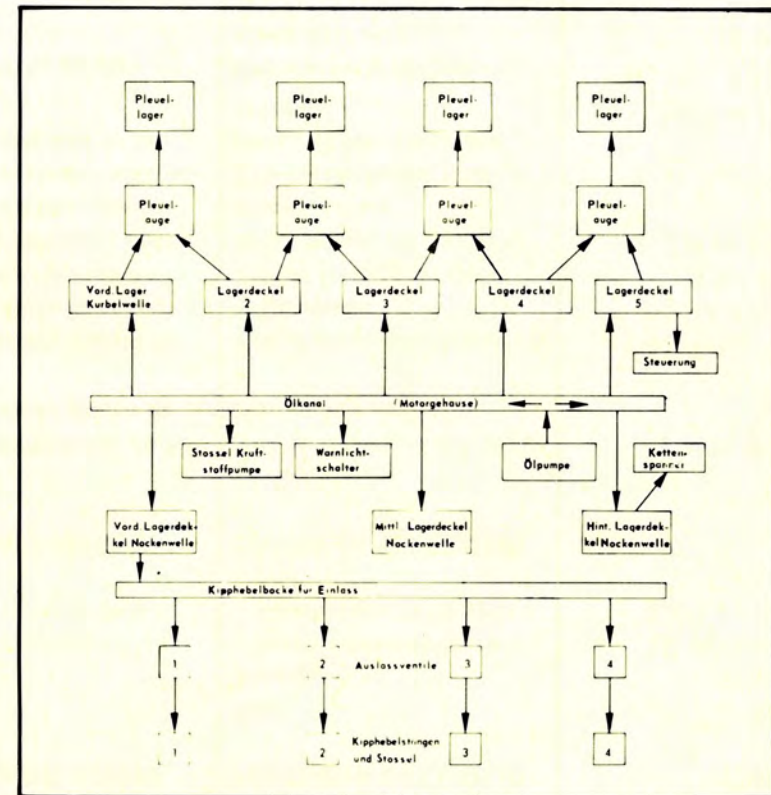 Pleuel-
lager
Pleuel-
lager
Pleuel-
lager
Pleuel-
lager
Pleuel-
auge
Pleuel-
auge
Pleuel-
auge
Pleuel-
auge
Vord. Lager
Kurbelwelle
Lagerdeckel
2
Lagerdeckel
3
Lagerdeckel
4
Lagerdeckel
5
Steuerung
Ölkanal (Motorgehause)
Stossel Kraft-
stoffpumpe
Warnlicht-
schalter
Ölpumpe
Ketten-
spanner
Vord. Lagerdek-
kel Nockenwelle
Mittl. Lagerdeckel
Nockenwelle
Hint. Lagerdek-
kel Nockenwelle
Kipphebelbocke fur Einlass
1 2 Auslassventile 3 4
Kipphebelstangen
1 2 und Stossel 3 4